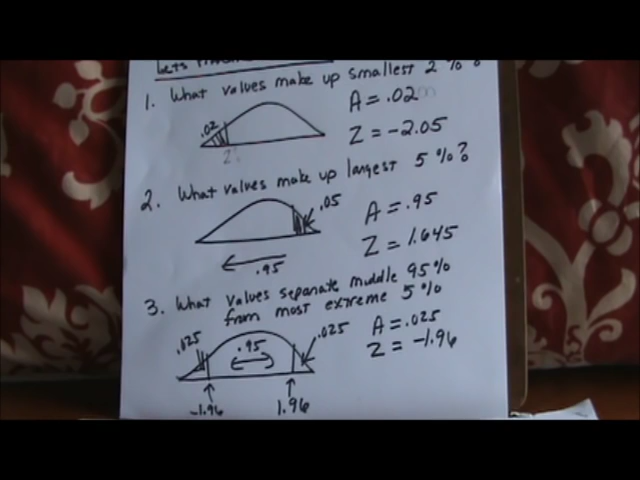 Lets
1. What values make up smallest 2 % ?
.02
A = .02
Z = -2.05
2. What values make up largest 5 % ?
.05
A = .95
Z = 1.645
.95
3. What values separate middle 95%
from most extreme 5 %
.025
.95
.025
A = .025
Z = -1.96
-1.96
1.96